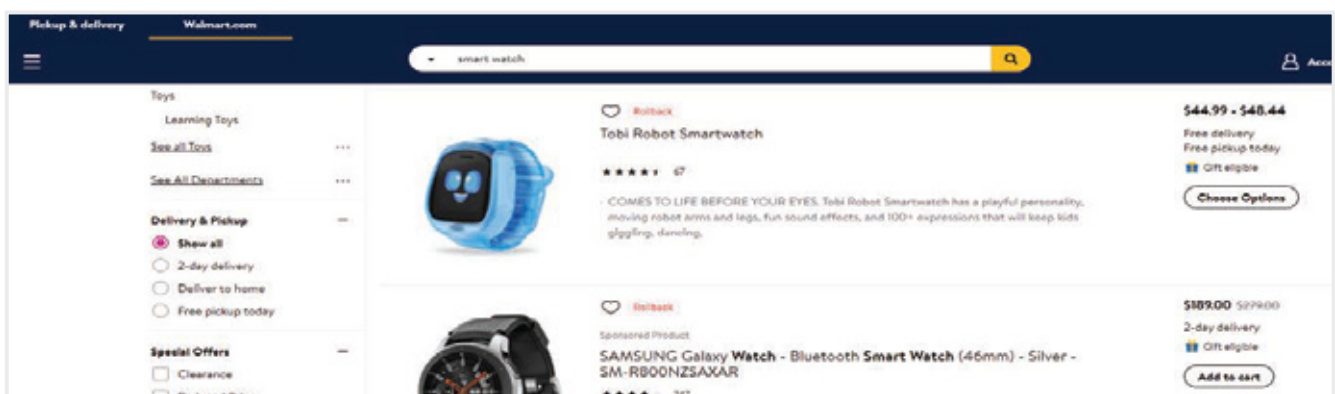 Pickup & delivery
Walmart.com
smart watch
Acco
Toys
Learning Toys
See all Toys
See All Departments
Delivery & Pickup
Show all
2-day delivery
Deliver to home
Free pickup today
Special Offers
Clearance
Rollback
Tobi Robot Smartwatch
67
COMES TO LIFE BEFORE YOUR EYES. Tobi Robot Smartwatch has a playful personality,
moving robot arms and legs, fun sound effects, and 100+ expressions that will keep kids
giggling, dancing,
$44.99 - $48.44
Free delivery
Free pickup today
Gift eligible
Choose Options
Rollback
Sponsored Product
SAMSUNG Galaxy Watch - Bluetooth Smart Watch (46mm) - Silver -
SM-R800NZSAXAR
$189.00 $279.00
2-day delivery
Gift eligible
Add to cart